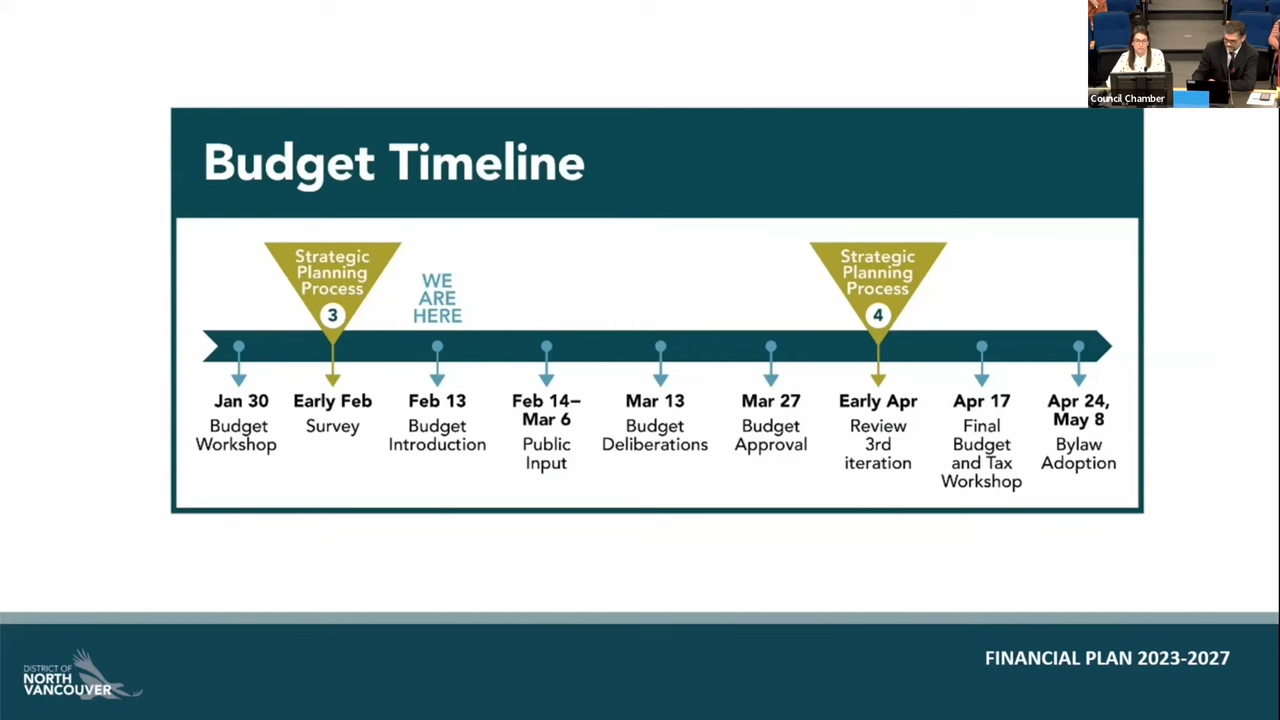 Council Chamber
Budget Timeline
Strategic
Planning
Process
3
WE
ARE
HERE
Strategic
Planning
Process
4
Jan 30
Budget
Workshop
Early Feb
Survey
Feb 13
Budget
Introduction
Feb 14–
Mar 6
Public
Input
Mar 13
Budget
Deliberations
Mar 27
Budget
Approval
Early Apr
Review
3rd
iteration
Apr 17
Final
Budget
and Tax
Workshop
Apr 24,
May 8
Bylaw
Adoption
DISTRICT OF
NORTH
VANCOUVER
FINANCIAL PLAN 2023-2027